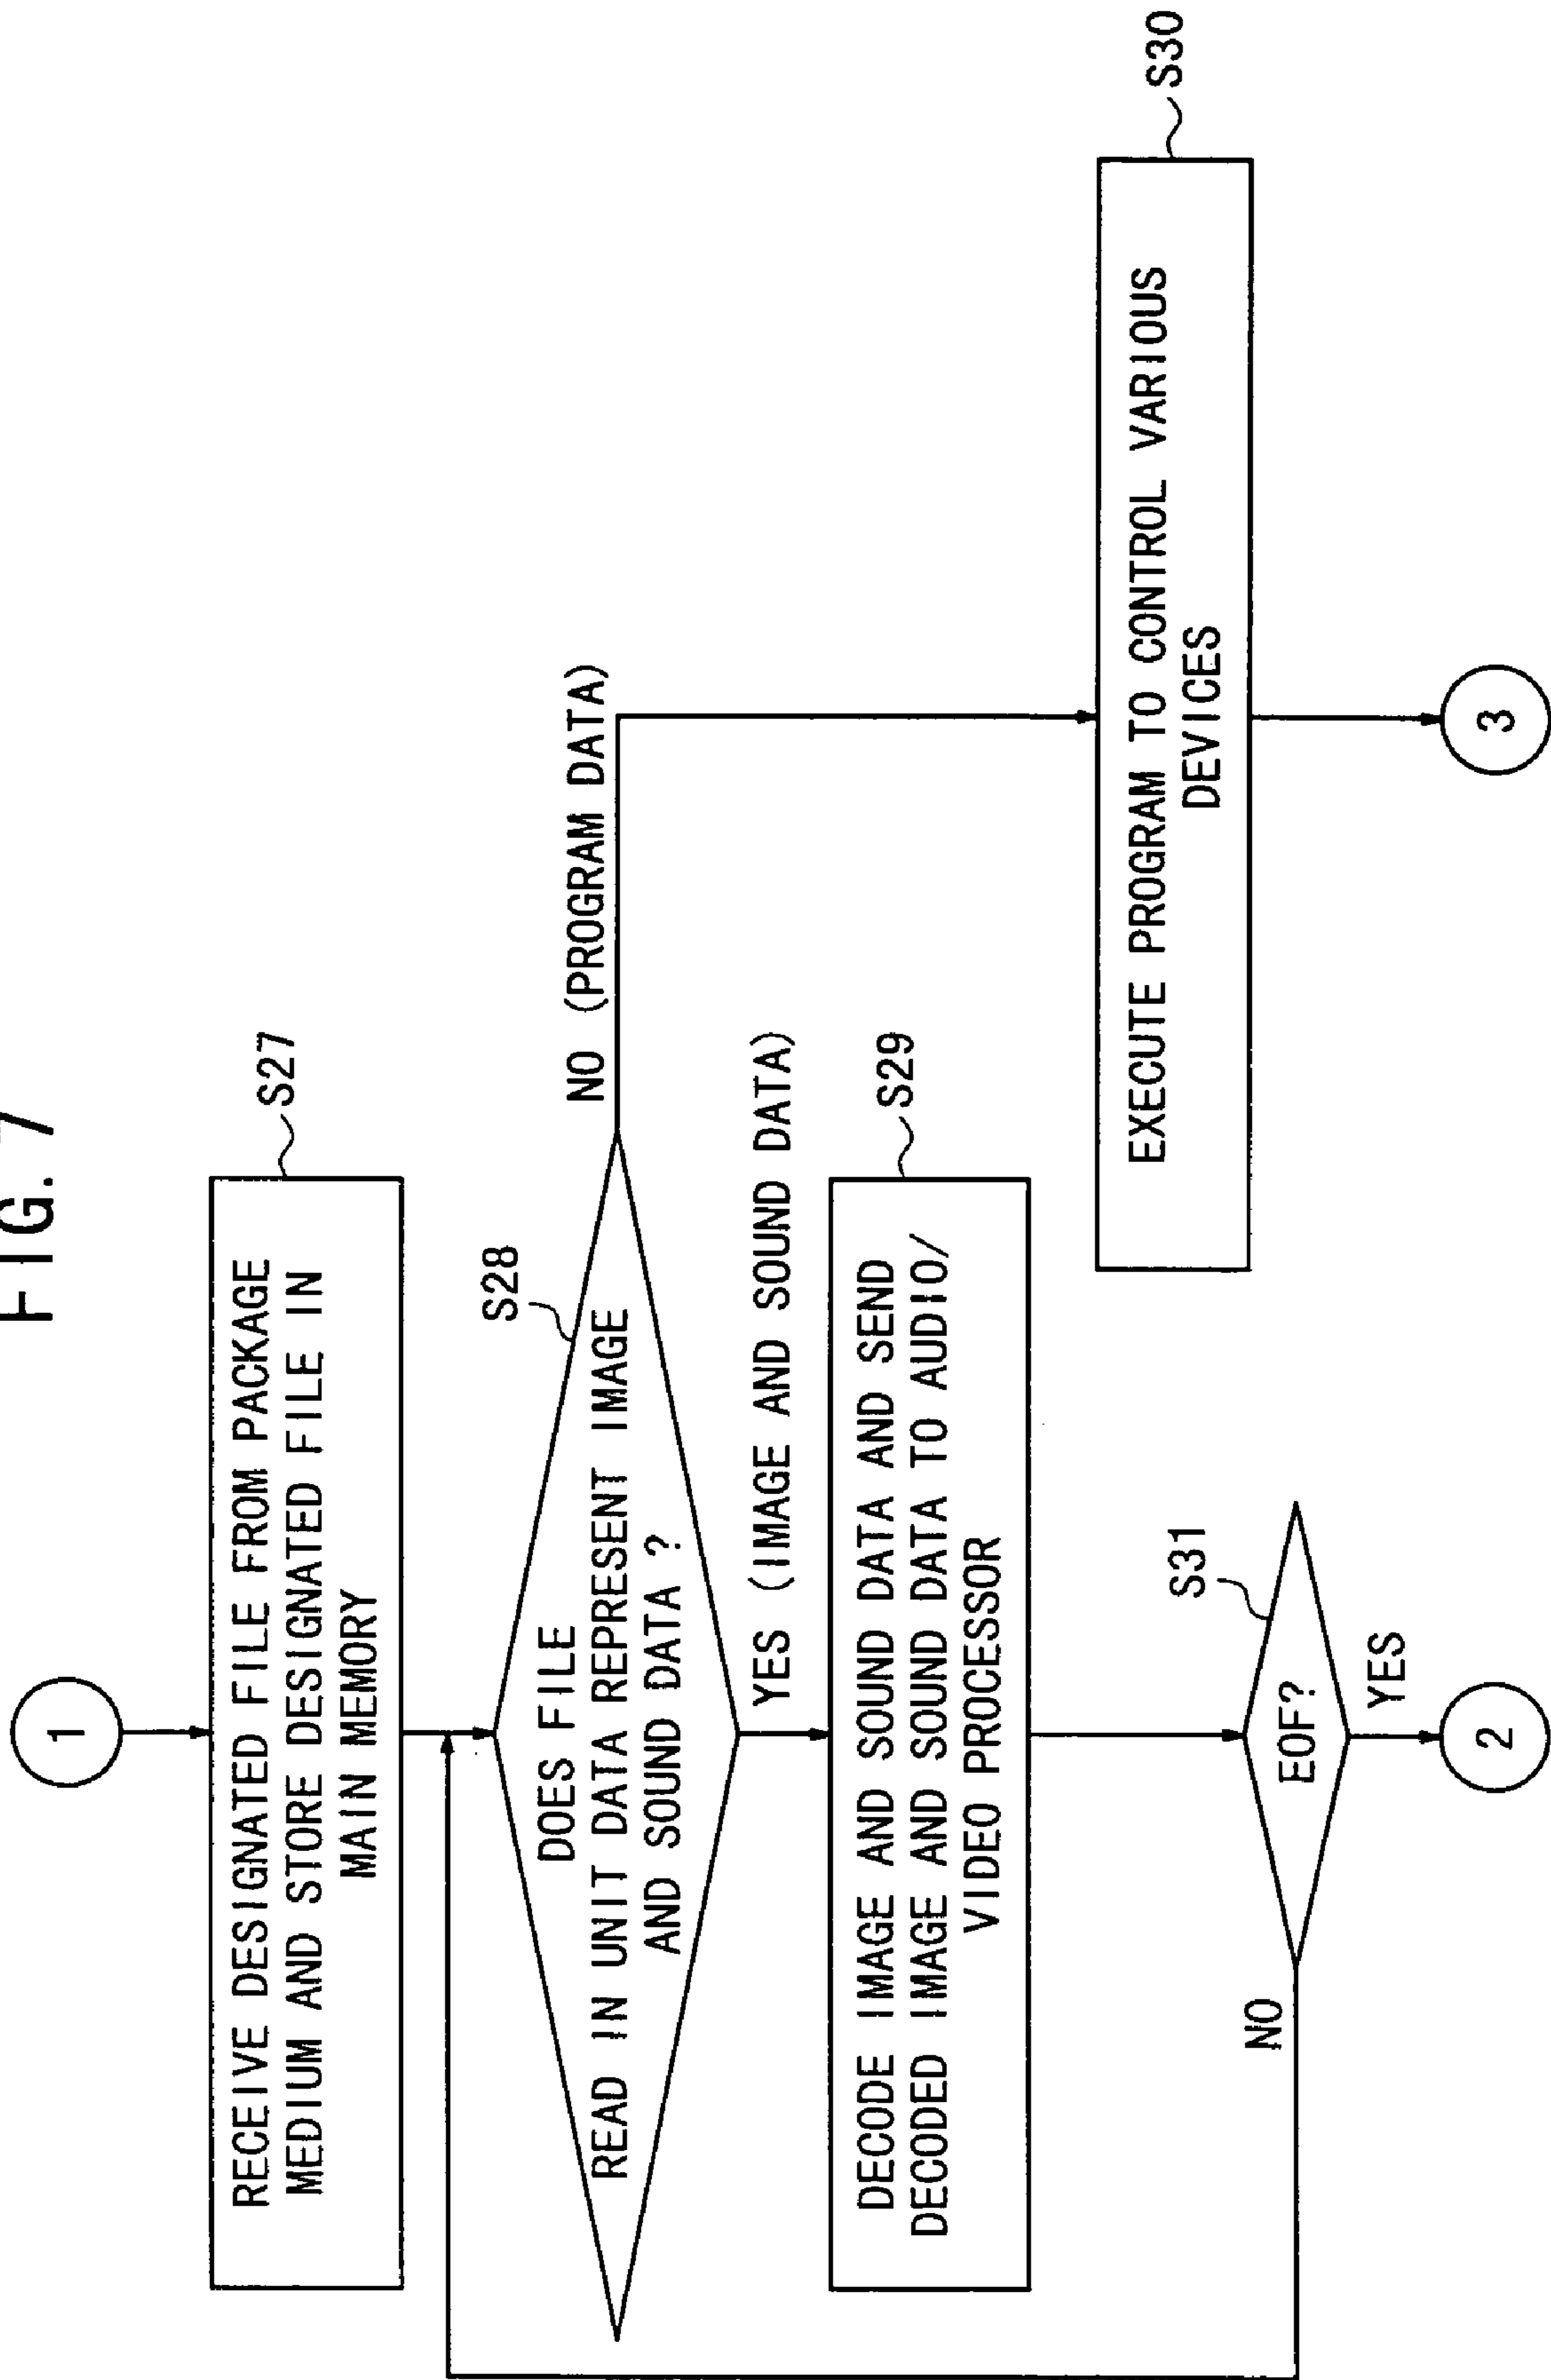 FIG. 7
1
RECEIVE DESIGNATED FILE FROM PACKAGE
MEDIUM AND STORE DESIGNATED FILE IN
MAIN MEMORY
S27
S28
DOES FILE
READ IN UNIT DATA REPRESENT IMAGE
AND SOUND DATA ?
NO (PROGRAM DATA)
YES (IMAGE AND SOUND DATA)
S29
DECODE IMAGE AND SOUND DATA AND SEND
DECODED IMAGE AND SOUND DATA TO AUDIO/
VIDEO PROCESSOR
S30
EXECUTE PROGRAM TO CONTROL VARIOUS
DEVICES
S31
EOF?
NO
YES
2
3